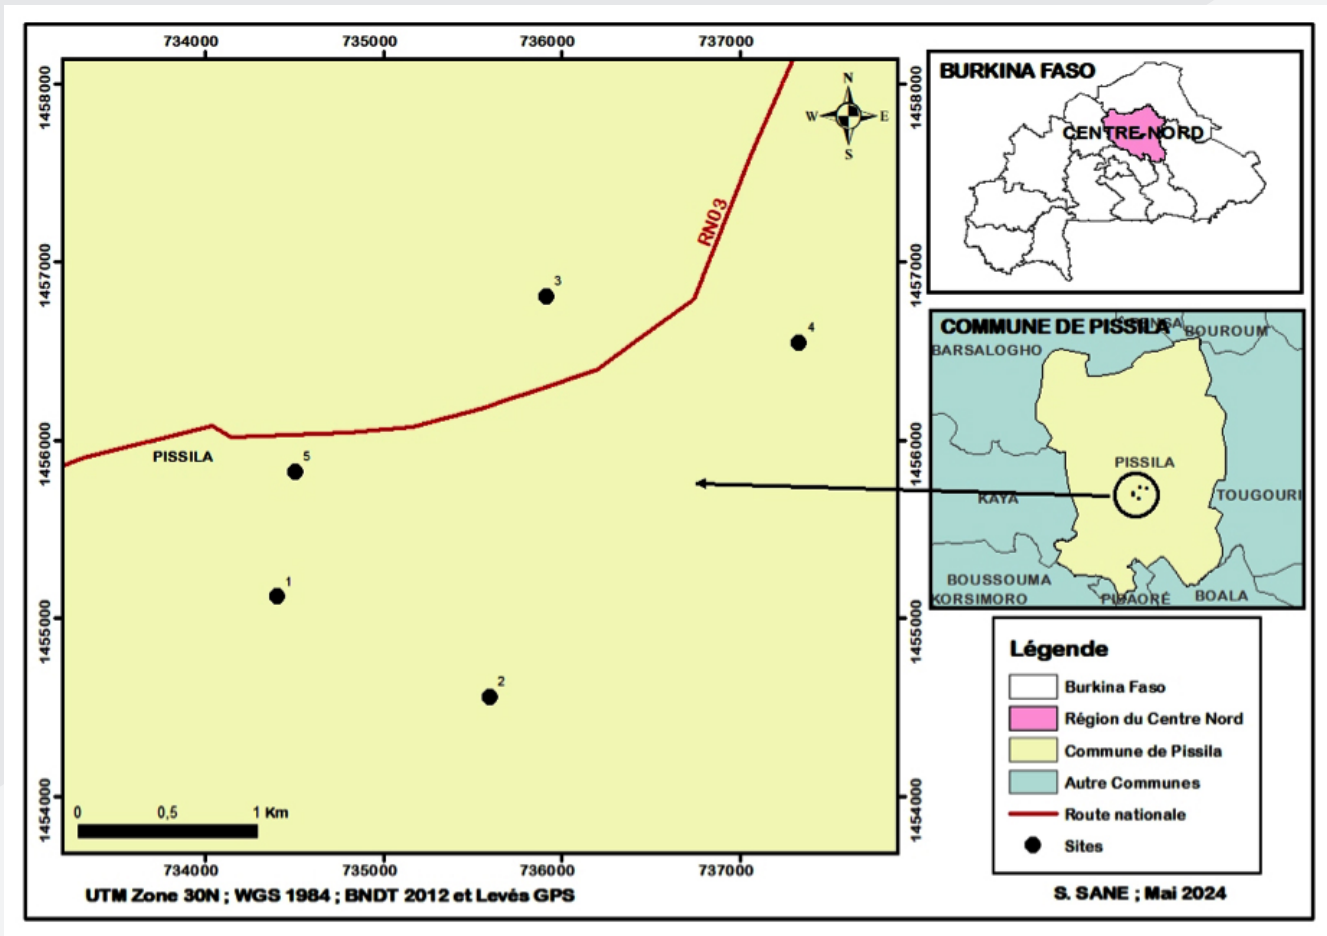 734000 735000 736000 737000
1458000
1458000
N
W E
S
RN03
1457000
1457000
3
4
1456000
1456000
PISSILA
5
1
1455000
1455000
2
1454000
1454000
0 0,5 1 Km
734000 735000 736000 737000
UTM Zone 30N ; WGS 1984 ; BNDT 2012 et Levés GPS
BURKINA FASO
CENTRE-NORD
COMMUNE DE PISSILA
BOUROUM
BARSALOGHO
PISSILA
KAYA
TOUGOURI
BOUSSOUMA
KORSIMORO
BOALA
Légende
Burkina Faso
Région du Centre Nord
Commune de Pissila
Autre Communes
Route nationale
Sites
S. SANE ; Mai 2024